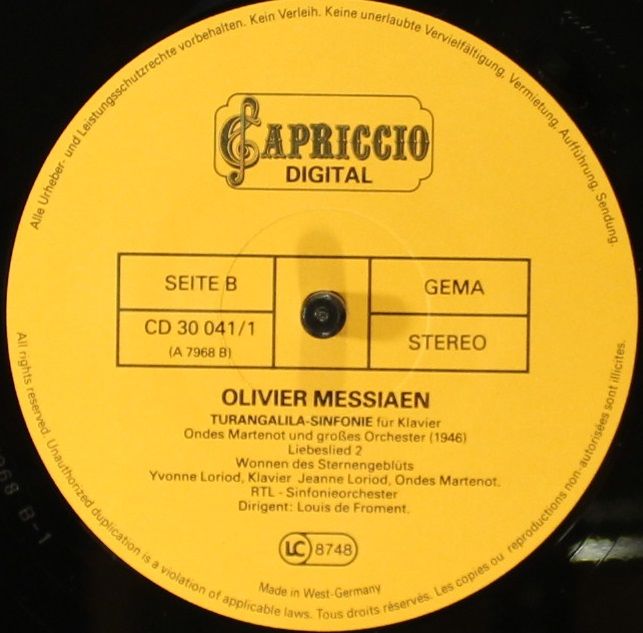 Alle Urheber- und Leistungsschutzrechte vorbehalten. Kein Verleih. Keine unerlaubte Vervielfältigung, Vermietung, Aufführung, Sendung.
CAPRICCIO
DIGITAL
SEITE B
GEMA
CD 30 041/1
(A 7968 B)
STEREO
OLIVIER MESSIAEN
TURANGALILA-SINFONIE für Klavier
Ondes Martenot und großes Orchester (1946)
Liebeslied 2
Wonnen des Sternengeblüts
Yvonne Loriod, Klavier Jeanne Loriod, Ondes Martenot.
RTL - Sinfonieorchester
Dirigent: Louis de Froment.
LC 8748
Made in West-Germany
All rights reserved. Unauthorized duplication is a violation of applicable laws. Tous droits réservés. Les copies ou reproductions non-autorisées sont illicites.
7968 B-1